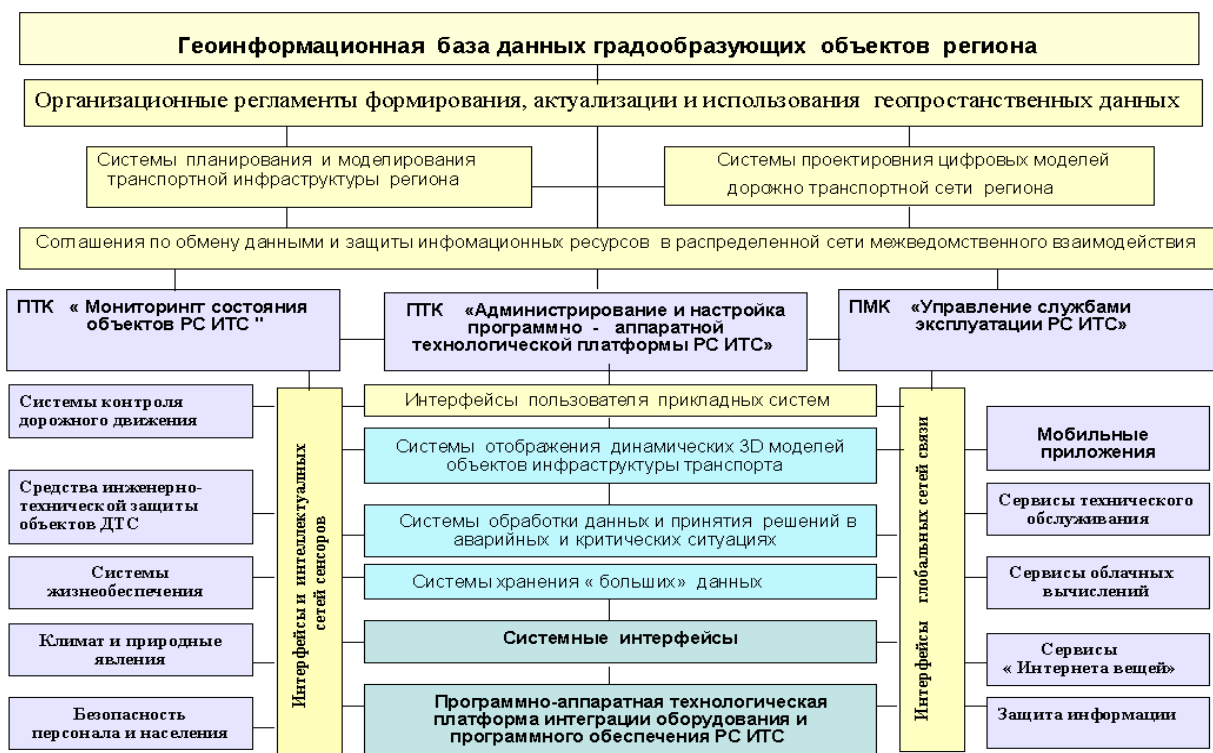 Геоинформационная база данных градообразующих объектов региона
Организационные регламенты формирования, актуализации и использования геопростанственных данных
Системы планирования и моделирования
транспортной инфраструктуры региона
Системы проектировния цифровых моделей
дорожно транспортной сети региона
Соглашения по обмену данными и защиты инфомационных ресурсов в распределенной сети межведомственного взаимодействия
ПТК « Мониторингт состояния
объектов РС ИТС "
ПТК «Администрирование и настройка
программно - аппаратной
технологической платформы РС ИТС»
ПМК «Управление службами
эксплуатации РС ИТС»
Системы контроля
дорожного движения
Средства инженерно-
технической защиты
объектов ДТС
Системы
жизнеобеспечения
Климат и природные
явления
Безопасность
персонала и населения
Интерфейсы и интеллектуальных
сетей сенсоров
Интерфейсы пользователя прикладных систем
Системы отображения динамических 3D моделей
объектов инфраструктуры транспорта
Системы обработки данных и принятия решений в
аварийных и критических ситуациях
Системы хранения « больших» данных
Системные интерфейсы
Программно-аппаратная технологическая
платформа интеграции оборудования и
программного обеспечения РС ИТС
Интерфейсы глобальных сетей связи
Мобильные
приложения
Сервисы технического
обслуживания
Сервисы облачных
вычислений
Сервисы
« Интернета вещей»
Защита информации